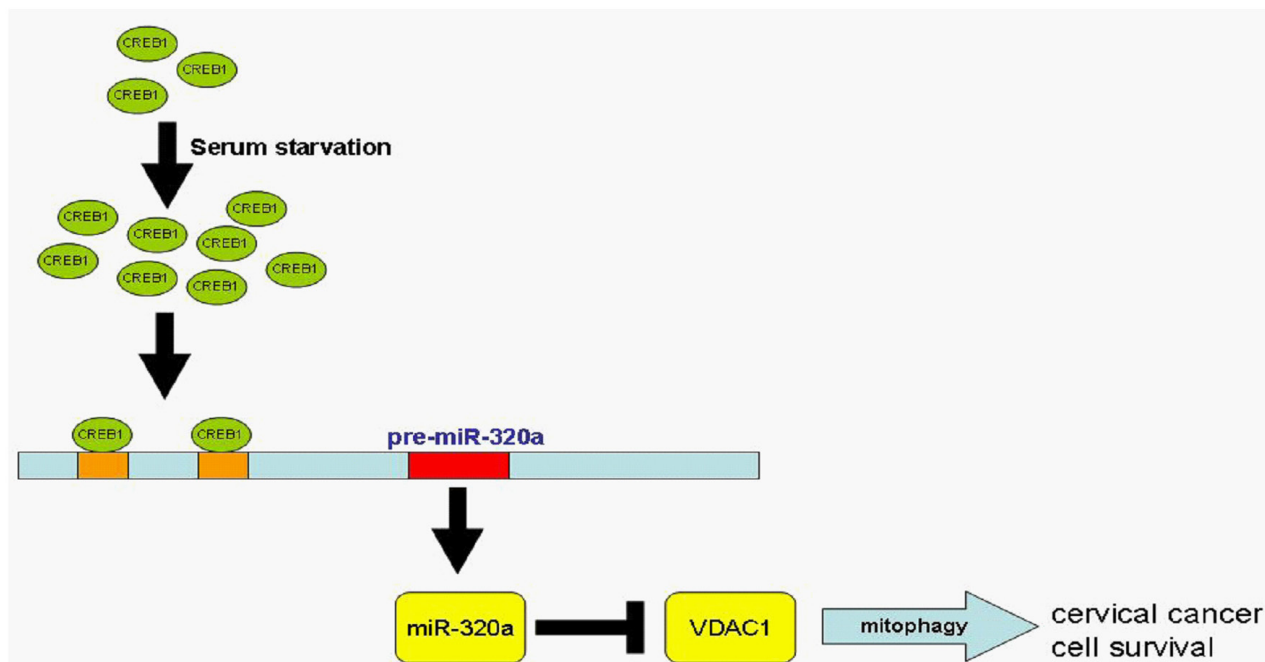 CREB1
CREB1
CREB1
Serum starvation
CREB1
CREB1
CREB1
CREB1
CREB1
CREB1
CREB1
CREB1
CREB1 CREB1
pre-miR-320a
miR-320a VDAC1 mitophagy cervical cancer
cell survival